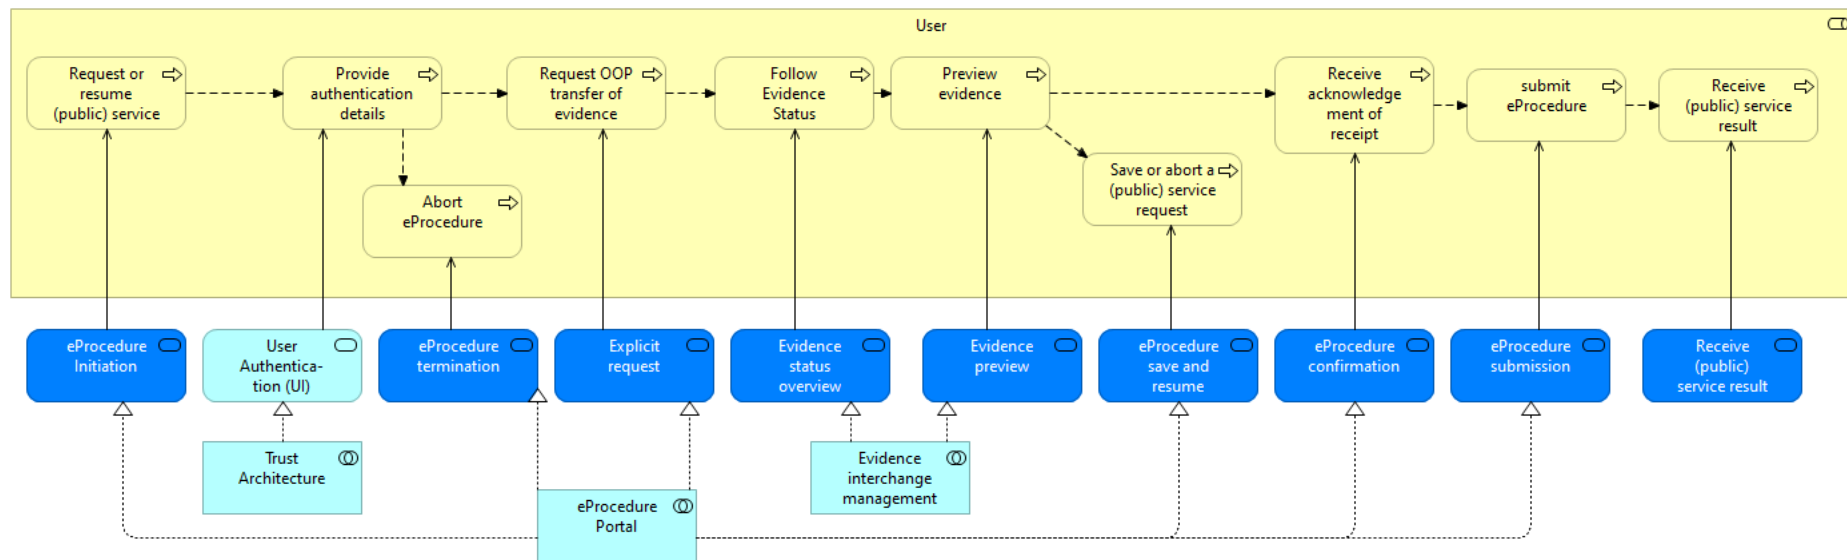 User
Request or
resume
(public) service
Provide
authentication
details
Request OOP
transfer of
evidence
Follow
Evidence
Status
Preview
evidence
Receive
acknowledge
ment of
receipt
submit
eProcedure
Receive
(public) service
result
Abort
eProcedure
Save or abort a
(public) service
request
eProcedure
Initiation
User
Authentica-
tion (UI)
eProcedure
termination
Explicit
request
Evidence
status
overview
Evidence
preview
eProcedure
save and
resume
eProcedure
confirmation
eProcedure
submission
Receive
(public)
service result
Trust
Architecture
Evidence
interchange
management
eProcedure
Portal